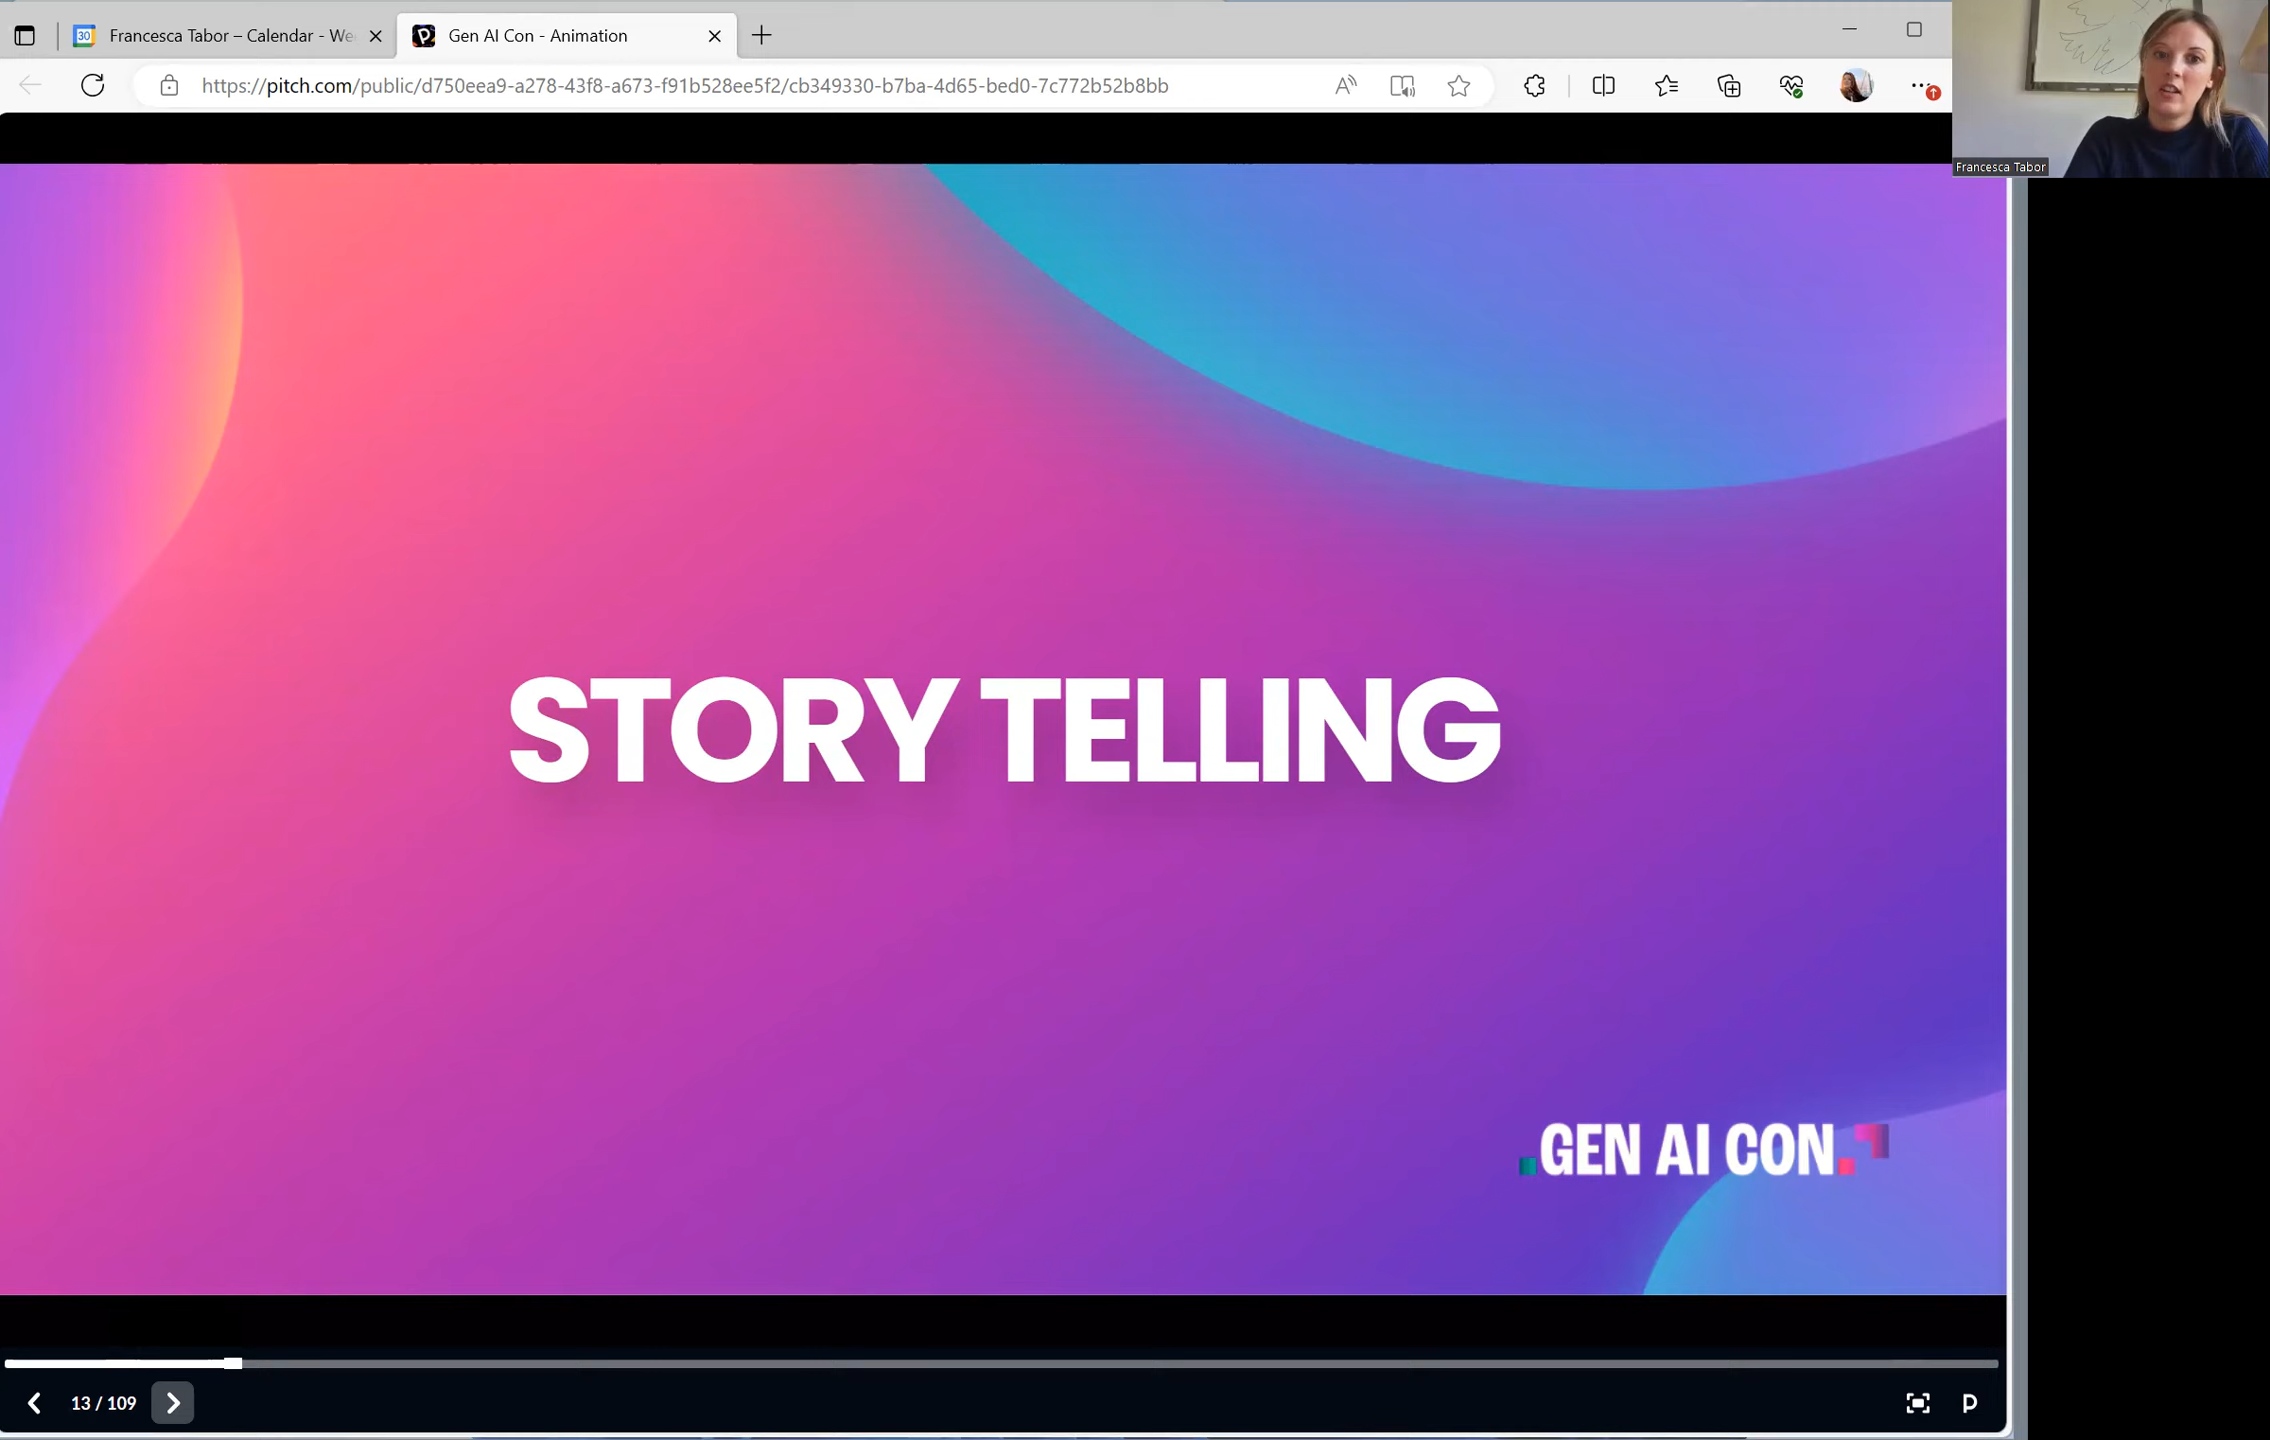 30
Francesca Tabor – Calendar - We
Gen AI Con - Animation
https://pitch.com/public/d750eea9-a278-43f8-a673-f91b528ee5f2/cb349330-b7ba-4d65-bed0-7c772b52b8bb
Francesca Tabor
STORY TELLING
GEN AI CON.
13 / 109